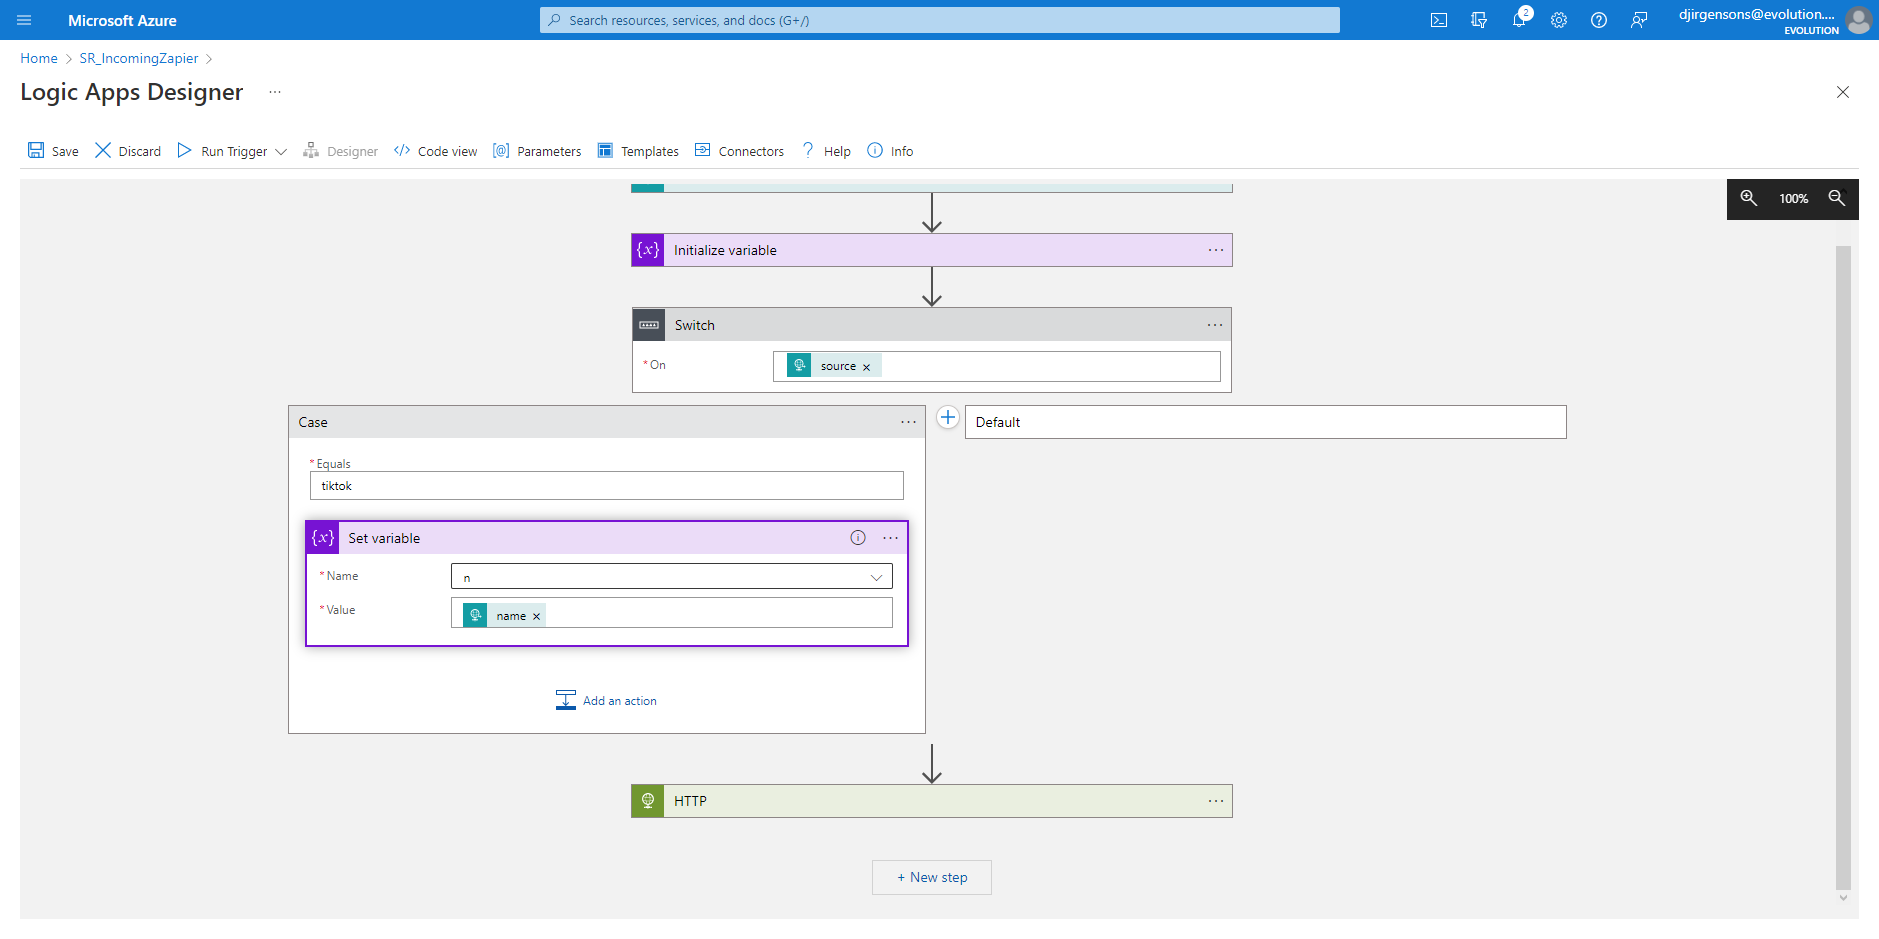 Microsoft Azure
Search resources, services, and docs (G+/)
2
djirgensons@evolution....
EVOLUTION
Home > SR_IncomingZapier >
Logic Apps Designer ...
Save Discard Run Trigger Designer </> Code view [@] Parameters Templates Connectors ? Help Info
100%
{x} Initialize variable ...
Switch ...
* On source ×
Case ...
Default
* Equals
tiktok
{x} Set variable ...
* Name n
* Value name ×
Add an action
HTTP ...
+ New step